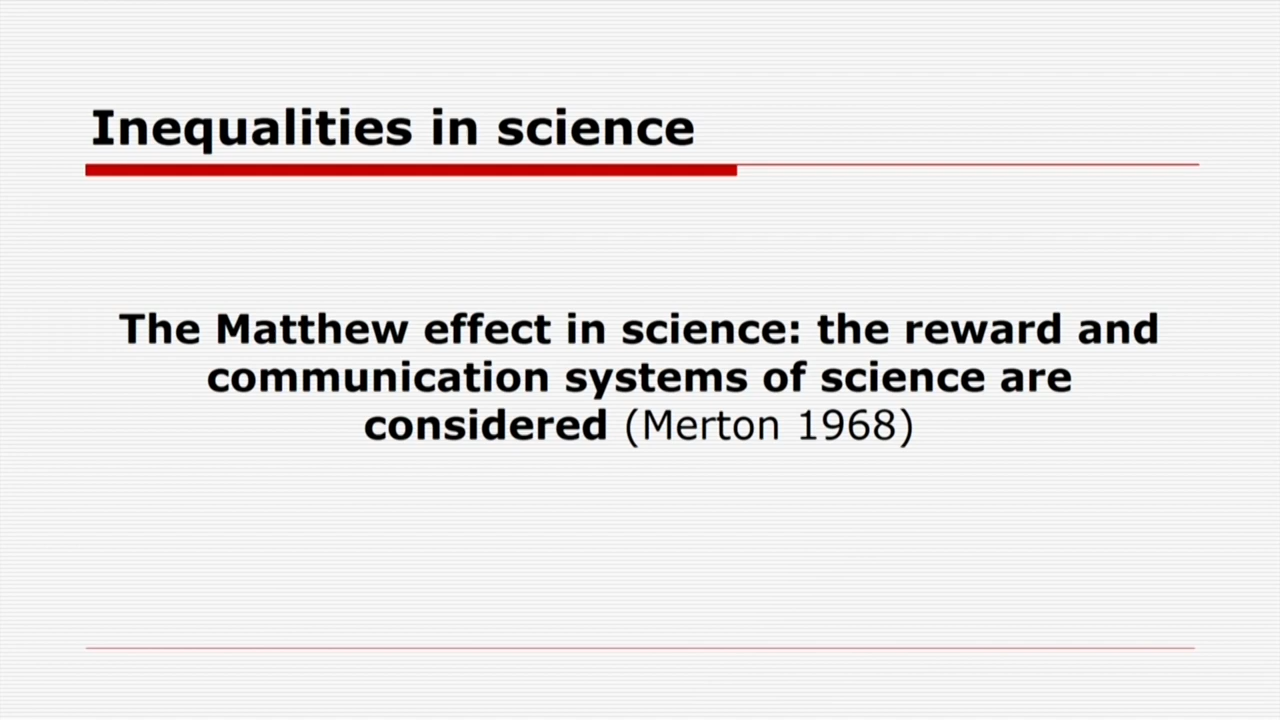 Inequalities in science
The Matthew effect in science: the reward and
communication systems of science are
considered (Merton 1968)